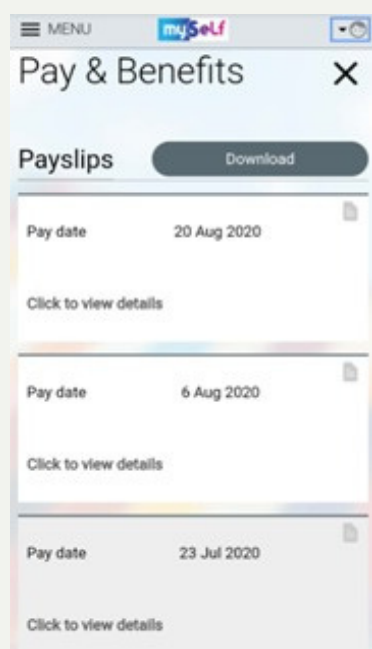 MENU
mySelf
Pay & Benefits
Payslips
Download
Pay date 20 Aug 2020
Click to view details
Pay date 6 Aug 2020
Click to view details
Pay date 23 Jul 2020
Click to view details